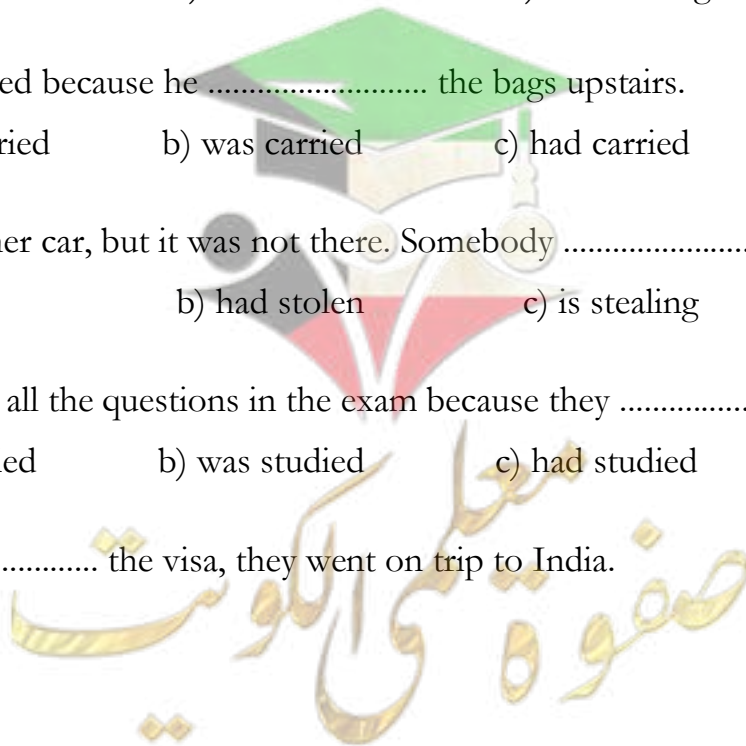 ed because he .......................... the bags upstairs.
ried b) was carried c) had carried
ner car, but it was not there. Somebody ......................
b) had stolen c) is stealing
all the questions in the exam because they ................
ied b) was studied c) had studied
............ the visa, they went on trip to India.
صفوة معلمى الكويت